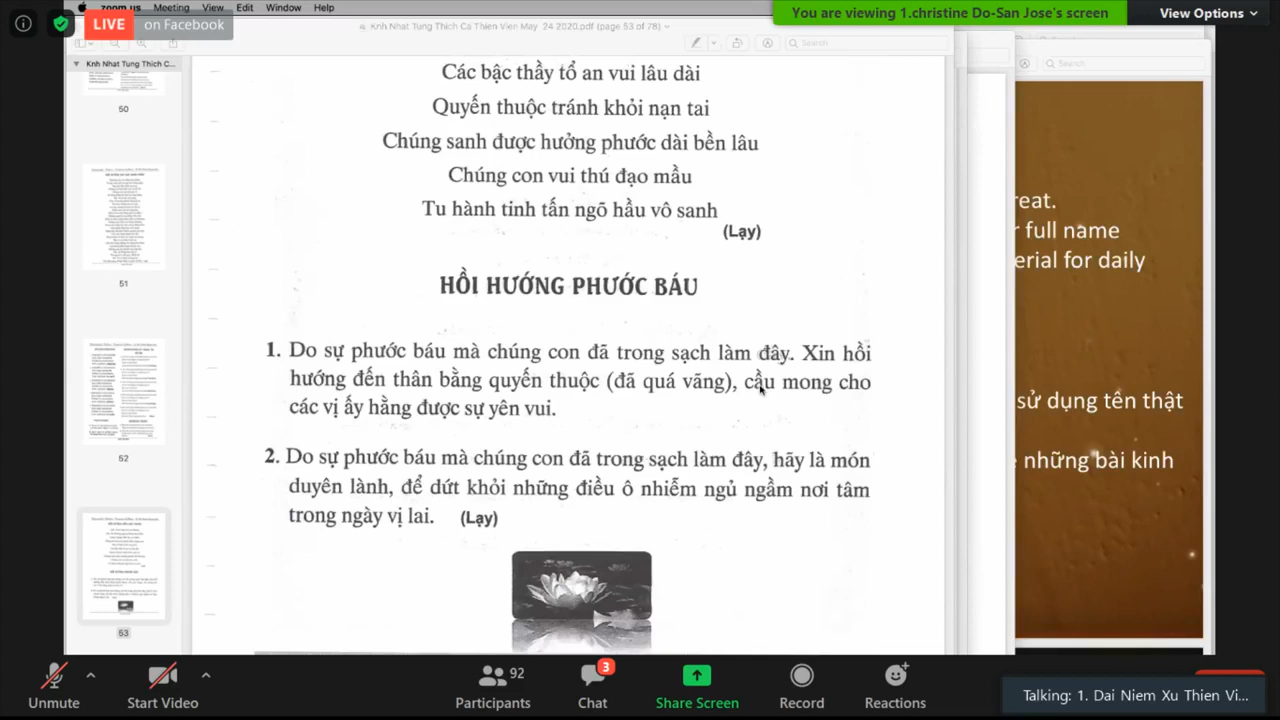 zoom.us Meeting View Edit Window Help
You are viewing 1.christine Do-San Jose's screen
View Options
LIVE on Facebook
Knh Nhat Tung Thich Ca Thien Vien May 24 2020.pdf (page 53 of 78)
Search
Search
Knh Nhat Tung Thich C...
50
51
52
53
Các bậc thầy tổ an vui lâu dài
Quyến thuộc tránh khỏi nạn tai
Chúng sanh được hưởng phước dài bền lâu
Chúng con vui thú đạo mầu
Tu hành tinh tấn ngõ hầu vô sanh
(Lạy)
HỒI HƯỚNG PHƯỚC BÁU
1. Do sự phước báu mà chúng con đã trong sạch làm đây. Xin hồi
hướng đến thân bằng quyến thuộc (đã quá vãng), cầu mong cho
các vị ấy hằng được sự yên vui.
2. Do sự phước báu mà chúng con đã trong sạch làm đây, hãy là món
duyên lành, để dứt khỏi những điều ô nhiễm ngủ ngầm nơi tâm
trong ngày vị lai. (Lạy)
reat.
r full name
erial for daily
sử dụng tên thật
những bài kinh
Unmute
Start Video
Participants
92
Chat
3
Share Screen
Record
Reactions
Talking: 1. Dai Niem Xu Thien Vi...